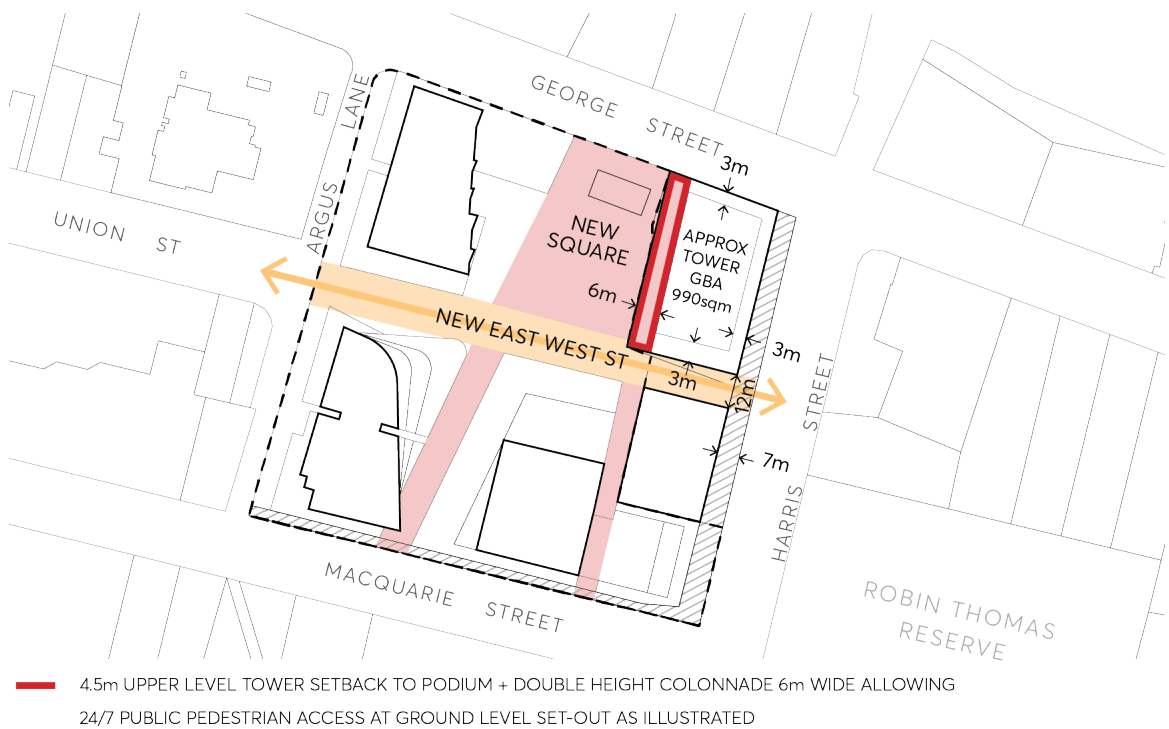 GEORGE STREET
ARGUS LANE
UNION ST
3m
NEW
SQUARE
APPROX
TOWER
GBA
990sqm
6m
NEW EAST WEST ST
3m
3m
12m
7m
HARRIS STREET
MACQUARIE STREET
ROBIN THOMAS
RESERVE
4.5m UPPER LEVEL TOWER SETBACK TO PODIUM + DOUBLE HEIGHT COLONNADE 6m WIDE ALLOWING
24/7 PUBLIC PEDESTRIAN ACCESS AT GROUND LEVEL SET-OUT AS ILLUSTRATED